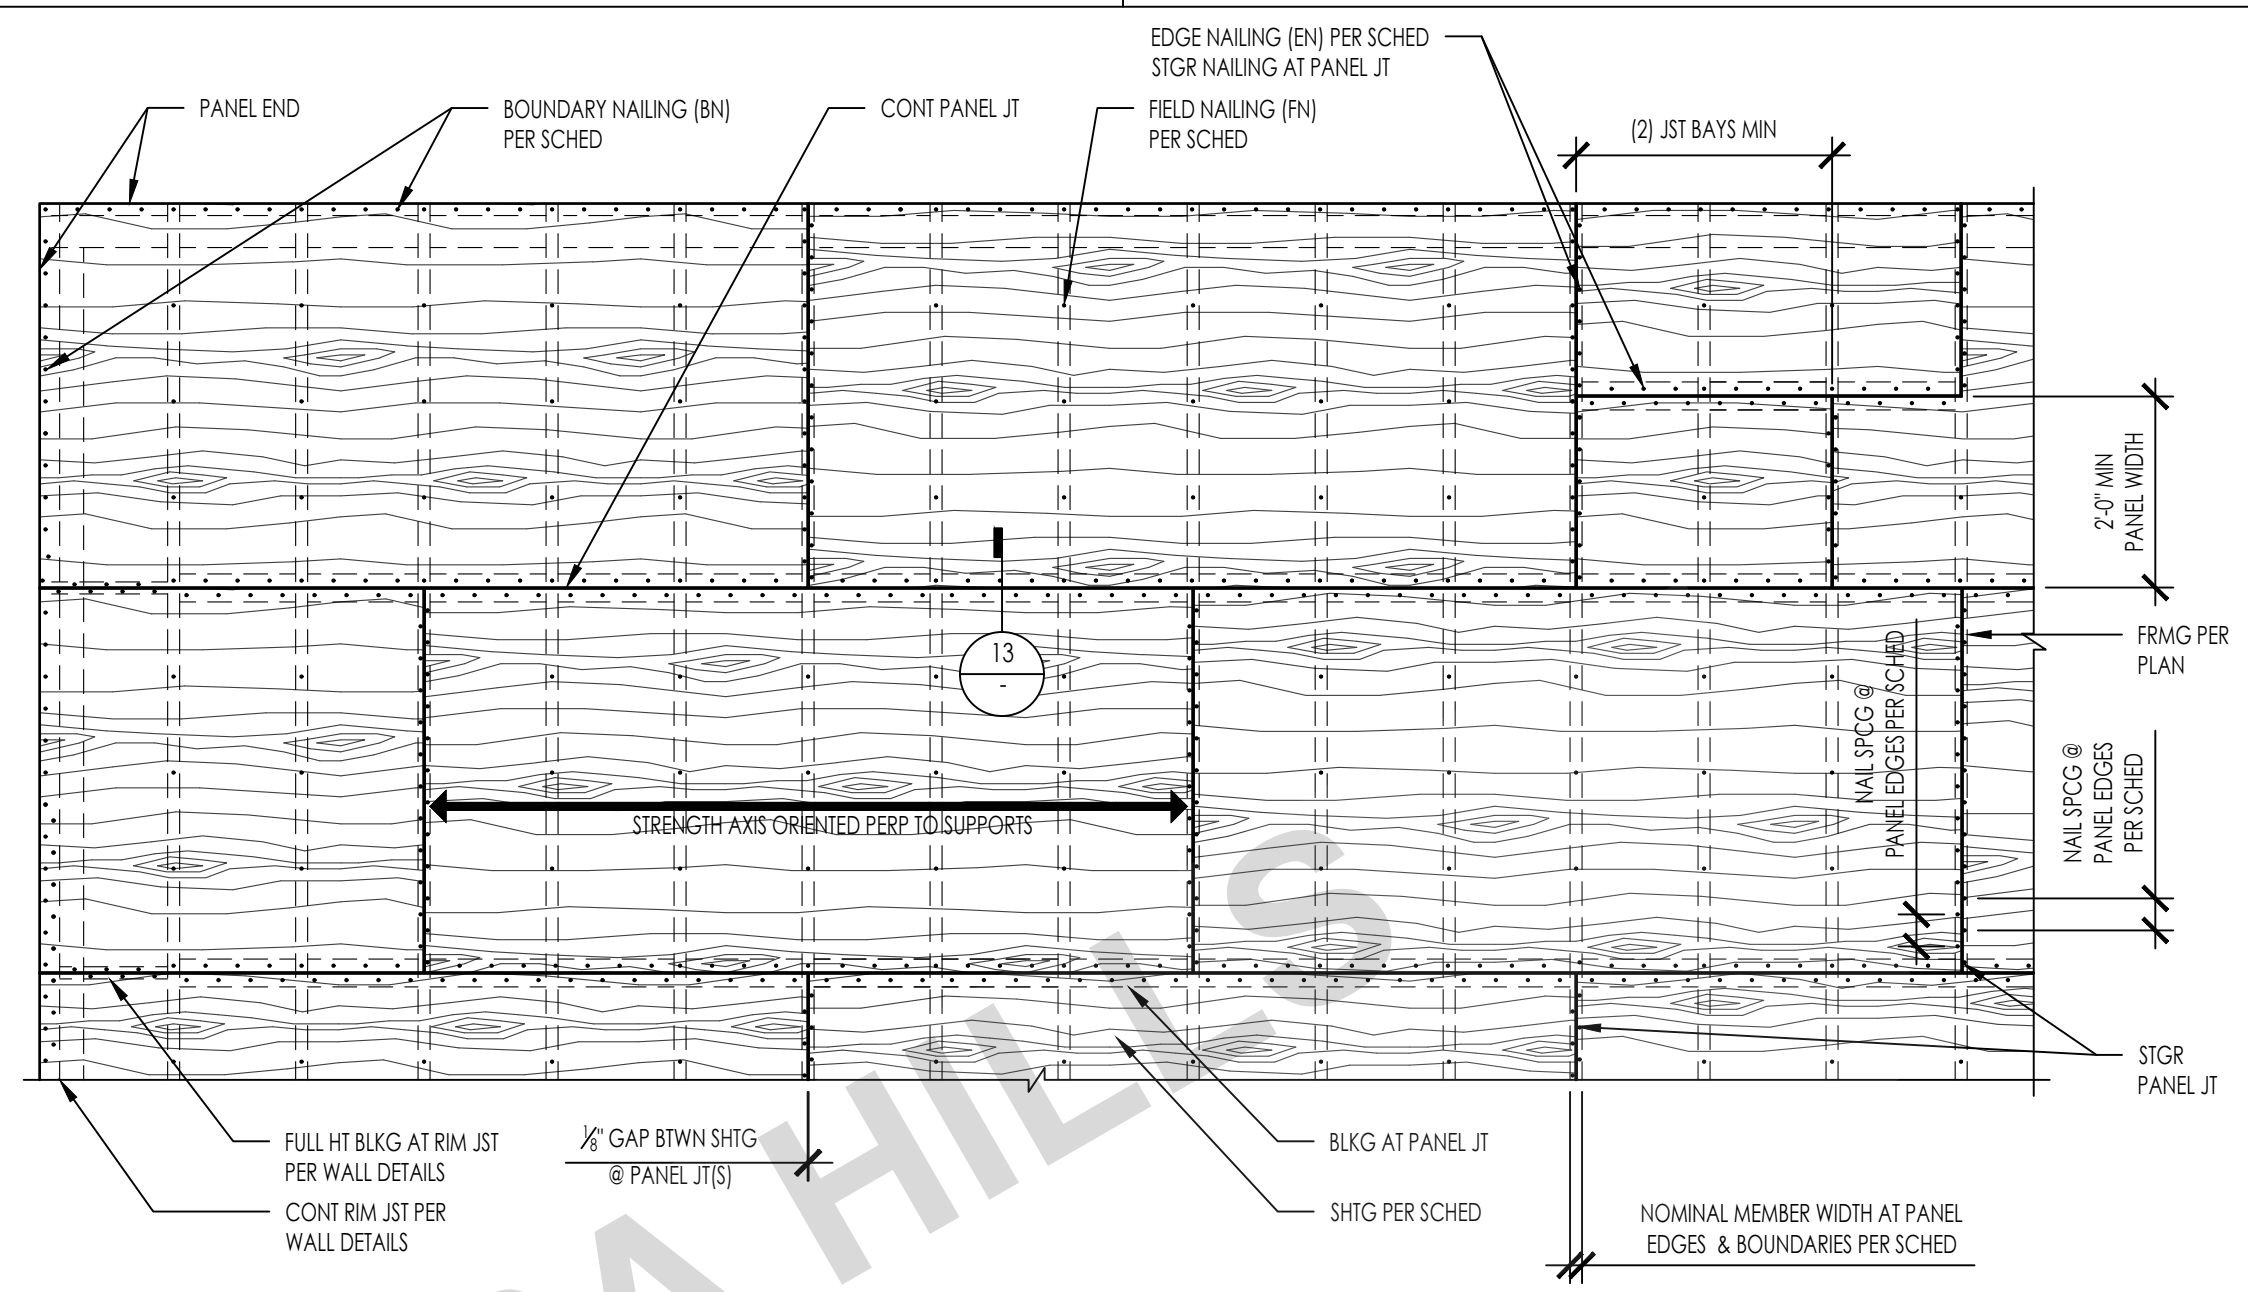 EDGE NAILING (EN) PER SCHED
STGR NAILING AT PANEL JT
PANEL END
BOUNDARY NAILING (BN)
PER SCHED
CONT PANEL JT
FIELD NAILING (FN)
PER SCHED
(2) JST BAYS MIN
2'-0" MIN
PANEL WIDTH
FRMG PER
PLAN
13
-
NAIL SPCG @
PANEL EDGES PER SCHED
NAIL SPCG @
PANEL EDGES
PER SCHED
STRENGTH AXIS ORIENTED PERP TO SUPPORTS
STGR
PANEL JT
FULL HT BLKG AT RIM JST
PER WALL DETAILS
CONT RIM JST PER
WALL DETAILS
⅛" GAP BTWN SHTG
@ PANEL JT(S)
BLKG AT PANEL JT
SHTG PER SCHED
NOMINAL MEMBER WIDTH AT PANEL
EDGES & BOUNDARIES PER SCHED
HILLS